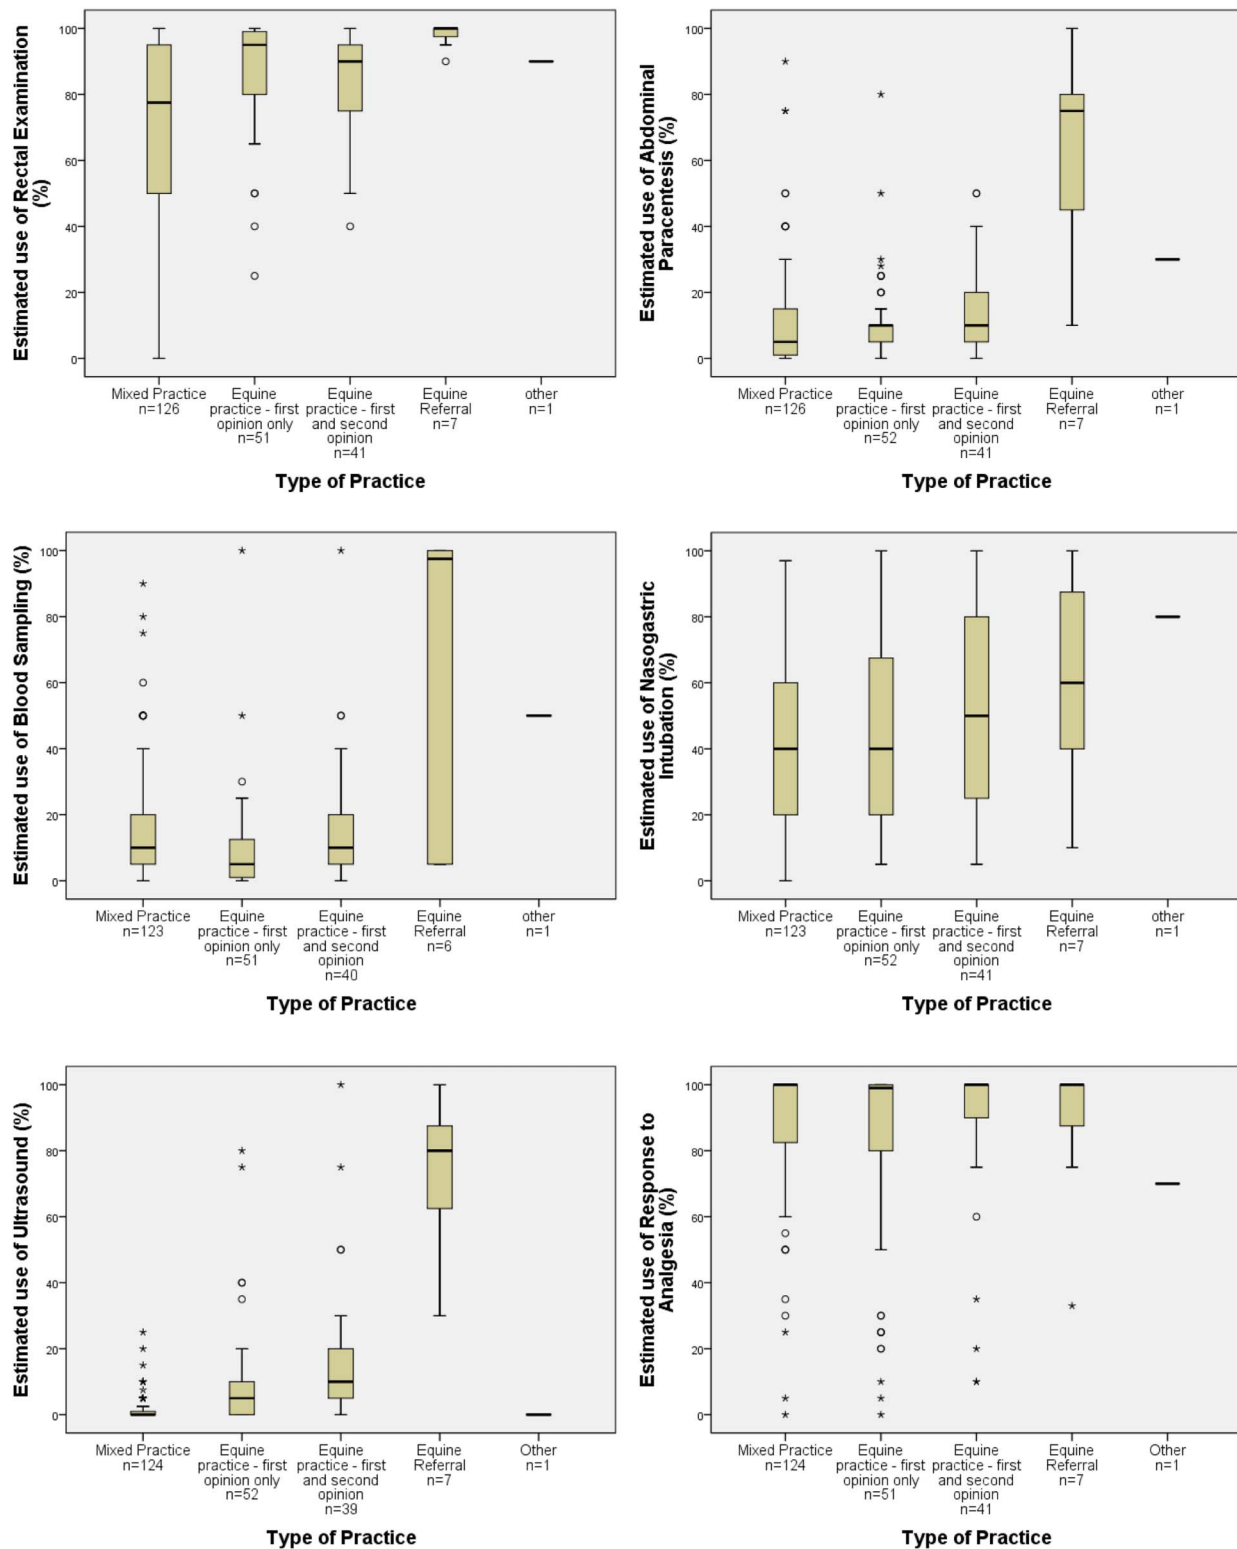 Estimated use of Rectal Examination
(%)
100
80
60
40
20
0
Mixed Practice
n=126
Equine
practice - first
opinion only
n=51
Equine
practice - first
and second
opinion
n=41
Equine
Referral
n=7
other
n=1
Type of Practice
Estimated use of Abdominal
Paracentesis (%)
100
80
60
40
20
0
Mixed Practice
n=126
Equine
practice - first
opinion only
n=52
Equine
practice - first
and second
opinion
n=41
Equine
Referral
n=7
other
n=1
Type of Practice
Estimated use of Blood Sampling (%)
100
80
60
40
20
0
Mixed Practice
n=123
Equine
practice - first
opinion only
n=51
Equine
practice - first
and second
opinion
n=40
Equine
Referral
n=6
other
n=1
Type of Practice
Estimated use of Nasogastric
Intubation (%)
100
80
60
40
20
0
Mixed Practice
n=123
Equine
practice - first
opinion only
n=52
Equine
practice - first
and second
opinion
n=41
Equine
Referral
n=7
other
n=1
Type of Practice
Estimated use of Ultrasound (%)
100
80
60
40
20
0
Mixed Practice
n=124
Equine
practice - first
opinion only
n=52
Equine
practice - first
and second
opinion
n=39
Equine
Referral
n=7
Other
n=1
Type of Practice
Estimated use of Response to
Analgesia (%)
100
80
60
40
20
0
Mixed Practice
n=124
Equine
practice - first
opinion only
n=51
Equine
practice - first
and second
opinion
n=41
Equine
Referral
n=7
Other
n=1
Type of Practice